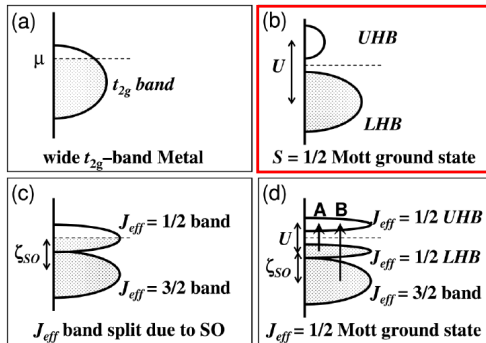 (a)
μ
t2g band
wide t2g–band Metal
(b)
UHB
U
LHB
S = 1/2 Mott ground state
(c)
Jeff = 1/2 band
ζSO
Jeff = 3/2 band
Jeff band split due to SO
(d)
A B
Jeff = 1/2 UHB
U
Jeff = 1/2 LHB
ζSO
Jeff = 3/2 band
Jeff = 1/2 Mott ground state